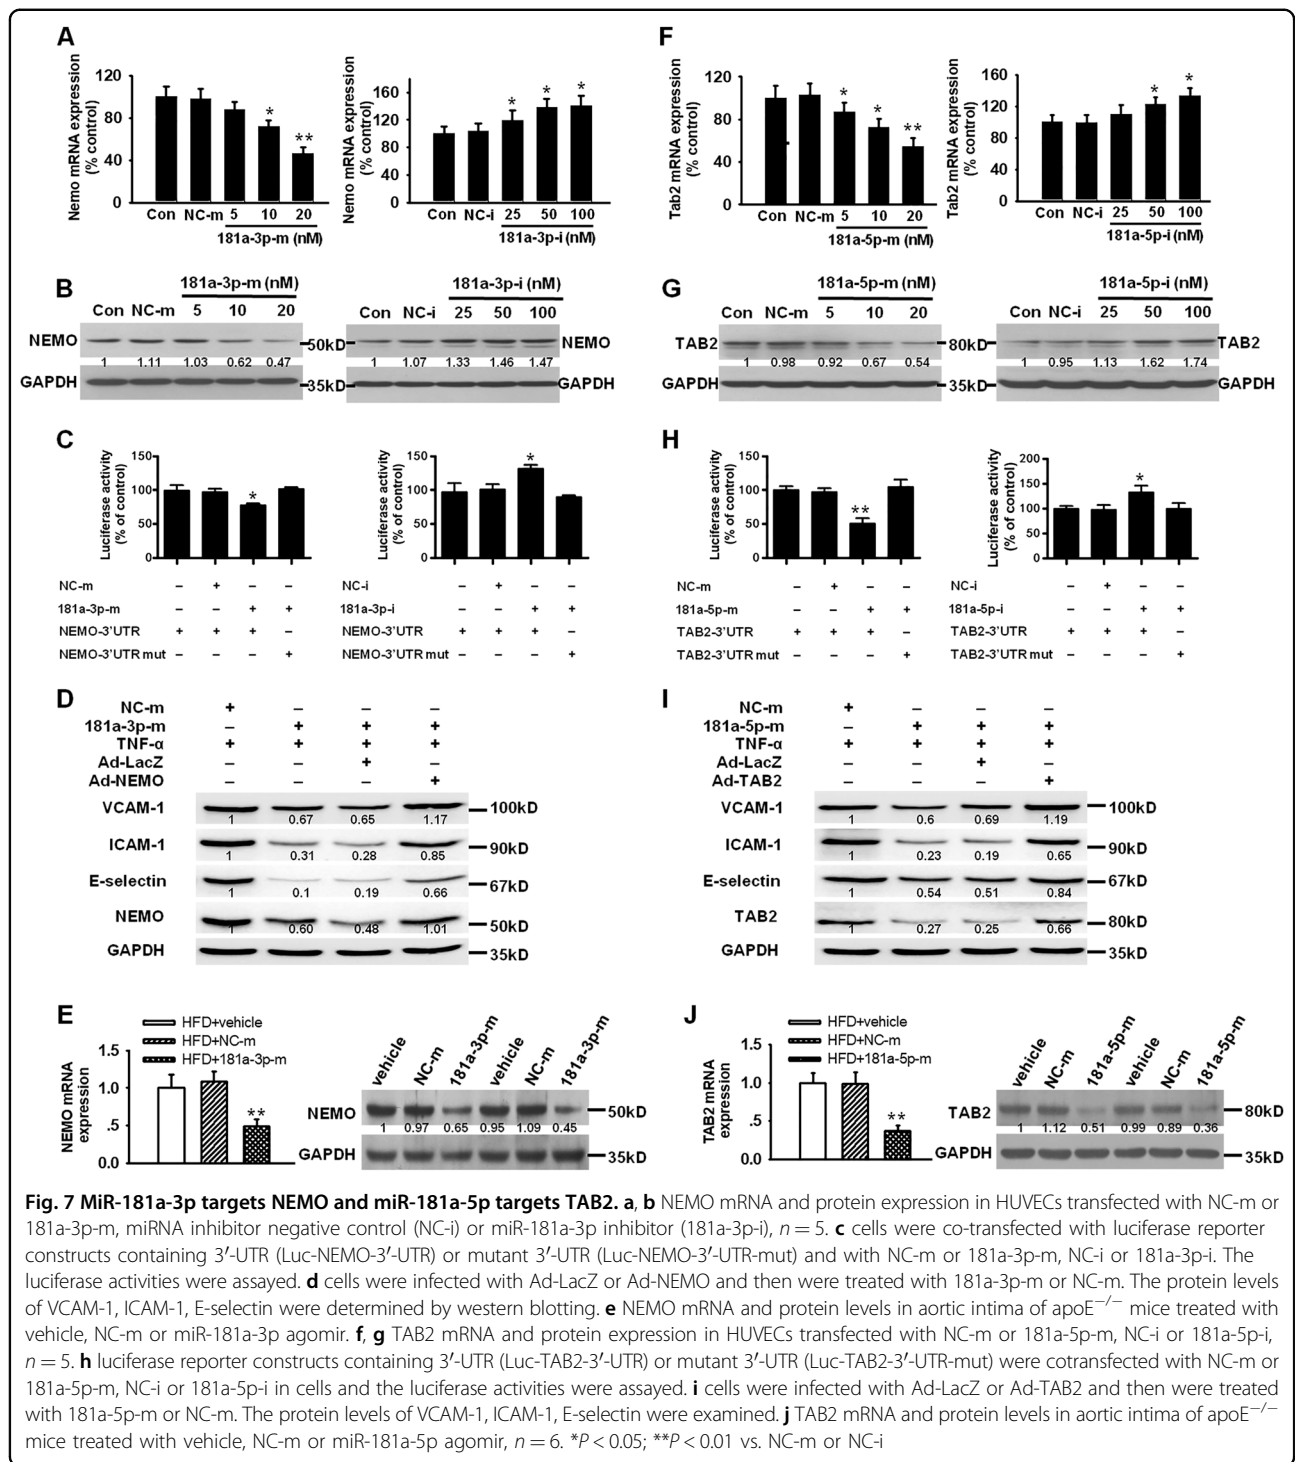 A
Nemo mRNA expression
(% control)
120
80
40
0
*
**
Con NC-m 5 10 20
181a-3p-m (nM)
Nemo mRNA expression
(% control)
160
120
80
40
0
* * *
Con NC-i 25 50 100
181a-3p-i (nM)
F
Tab2 mRNA expression
(% control)
120
80
40
0
* *
**
Con NC-m 5 10 20
181a-5p-m (nM)
Tab2 mRNA expression
(% control)
160
120
80
40
0
* *
Con NC-i 25 50 100
181a-5p-i (nM)
B
181a-3p-m (nM)
Con NC-m 5 10 20
NEMO
50kD
1 1.11 1.03 0.62 0.47
GAPDH
35kD
181a-3p-i (nM)
Con NC-i 25 50 100
NEMO
1 1.07 1.33 1.46 1.47
GAPDH
G
181a-5p-m (nM)
Con NC-m 5 10 20
TAB2
80kD
1 0.98 0.92 0.67 0.54
GAPDH
35kD
181a-5p-i (nM)
Con NC-i 25 50 100
TAB2
1 0.95 1.13 1.62 1.74
GAPDH
C
Luciferase activity
(% of control)
150
100
50
0
*
NC-m – + – –
181a-3p-m – – + +
NEMO-3'UTR + + + –
NEMO-3'UTR mut – – – +
Luciferase activity
(% of control)
150
100
50
0
*
NC-i – + – –
181a-3p-i – – + +
NEMO-3'UTR + + + –
NEMO-3'UTR mut – – – +
H
Luciferase activity
(% of control)
150
100
50
0
**
NC-m – + – –
181a-5p-m – – + +
TAB2-3'UTR + + + –
TAB2-3'UTR mut – – – +
Luciferase activity
(% of control)
200
150
100
50
0
*
NC-i – + – –
181a-5p-i – – + +
TAB2-3'UTR + + + –
TAB2-3'UTR mut – – – +
D
NC-m + – – –
181a-3p-m – + + +
TNF-α + + + +
Ad-LacZ – – + –
Ad-NEMO – – – +
VCAM-1 100kD
1 0.67 0.65 1.17
ICAM-1 90kD
1 0.31 0.28 0.85
E-selectin 67kD
1 0.1 0.19 0.66
NEMO 50kD
1 0.60 0.48 1.01
GAPDH 35kD
I
NC-m + – – –
181a-5p-m – + + +
TNF-α + + + +
Ad-LacZ – – + –
Ad-TAB2 – – – +
VCAM-1 100kD
1 0.6 0.69 1.19
ICAM-1 90kD
1 0.23 0.19 0.65
E-selectin 67kD
1 0.54 0.51 0.84
TAB2 80kD
1 0.27 0.25 0.66
GAPDH 35kD
E
HFD+vehicle
HFD+NC-m
HFD+181a-3p-m
NEMO mRNA
expression
1.5
1.0
.5
0.0
**
vehicle NC-m 181a-3p-m vehicle NC-m 181a-3p-m
NEMO 50kD
1 0.97 0.65 0.95 1.09 0.45
GAPDH 35kD
J
HFD+vehicle
HFD+NC-m
HFD+181a-5p-m
TAB2 mRNA
expression
1.5
1.0
.5
0.0
**
vehicle NC-m 181a-5p-m vehicle NC-m 181a-5p-m
TAB2 80kD
1 1.12 0.51 0.99 0.89 0.36
GAPDH 35kD
Fig. 7 MiR-181a-3p targets NEMO and miR-181a-5p targets TAB2. a, b NEMO mRNA and protein expression in HUVECs transfected with NC-m or
181a-3p-m, miRNA inhibitor negative control (NC-i) or miR-181a-3p inhibitor (181a-3p-i), n = 5. c cells were co-transfected with luciferase reporter
constructs containing 3′-UTR (Luc-NEMO-3′-UTR) or mutant 3′-UTR (Luc-NEMO-3′-UTR-mut) and with NC-m or 181a-3p-m, NC-i or 181a-3p-i. The
luciferase activities were assayed. d cells were infected with Ad-LacZ or Ad-NEMO and then were treated with 181a-3p-m or NC-m. The protein levels
of VCAM-1, ICAM-1, E-selectin were determined by western blotting. e NEMO mRNA and protein levels in aortic intima of apoE−/− mice treated with
vehicle, NC-m or miR-181a-3p agomir. f, g TAB2 mRNA and protein expression in HUVECs transfected with NC-m or 181a-5p-m, NC-i or 181a-5p-i,
n = 5. h luciferase reporter constructs containing 3′-UTR (Luc-TAB2-3′-UTR) or mutant 3′-UTR (Luc-TAB2-3′-UTR-mut) were cotransfected with NC-m or
181a-5p-m, NC-i or 181a-5p-i in cells and the luciferase activities were assayed. i cells were infected with Ad-LacZ or Ad-TAB2 and then were treated
with 181a-5p-m or NC-m. The protein levels of VCAM-1, ICAM-1, E-selectin were examined. j TAB2 mRNA and protein levels in aortic intima of apoE−/−
mice treated with vehicle, NC-m or miR-181a-5p agomir, n = 6. *P < 0.05; **P < 0.01 vs. NC-m or NC-i